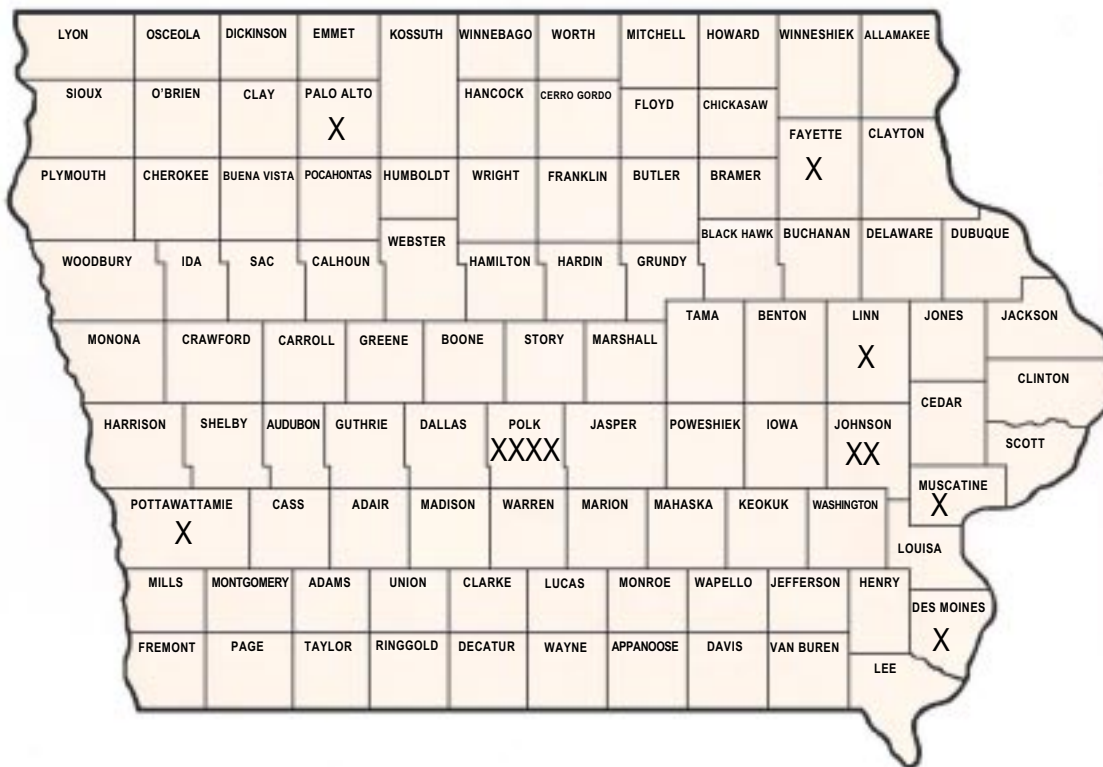 LYON OSCEOLA DICKINSON EMMET KOSSUTH WINNEBAGO WORTH MITCHELL HOWARD WINNESHIEK ALLAMAKEE
SIOUX O'BRIEN CLAY PALO ALTO HANCOCK CERRO GORDO FLOYD CHICKASAW
X
FAYETTE CLAYTON
X
PLYMOUTH CHEROKEE BUENA VISTA POCAHONTAS HUMBOLDT WRIGHT FRANKLIN BUTLER BRAMER
WEBSTER BLACK HAWK BUCHANAN DELAWARE DUBUQUE
WOODBURY IDA SAC CALHOUN HAMILTON HARDIN GRUNDY
TAMA BENTON LINN JONES JACKSON
X
MONONA CRAWFORD CARROLL GREENE BOONE STORY MARSHALL
CLINTON
CEDAR
HARRISON SHELBY AUDUBON GUTHRIE DALLAS POLK JASPER POWESHIEK IOWA JOHNSON
XXXX XX
SCOTT
MUSCATINE
X
POTTAWATTAMIE CASS ADAIR MADISON WARREN MARION MAHASKA KEOKUK WASHINGTON
X
LOUISA
MILLS MONTGOMERY ADAMS UNION CLARKE LUCAS MONROE WAPELLO JEFFERSON HENRY
DES MOINES
X
FREMONT PAGE TAYLOR RINGGOLD DECATUR WAYNE APPANOOSE DAVIS VAN BUREN
LEE